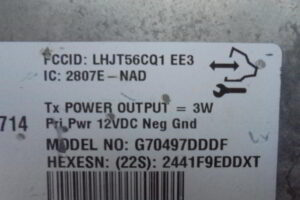 FCCID: LHJT56CQ1 EE3
IC: 2807E-NAD
Tx POWER OUTPUT = 3W
714 Pri Pwr 12VDC Neg Gnd
MODEL NO: G70497DDDF
HEXESN: (22S): 2441F9EDDXT